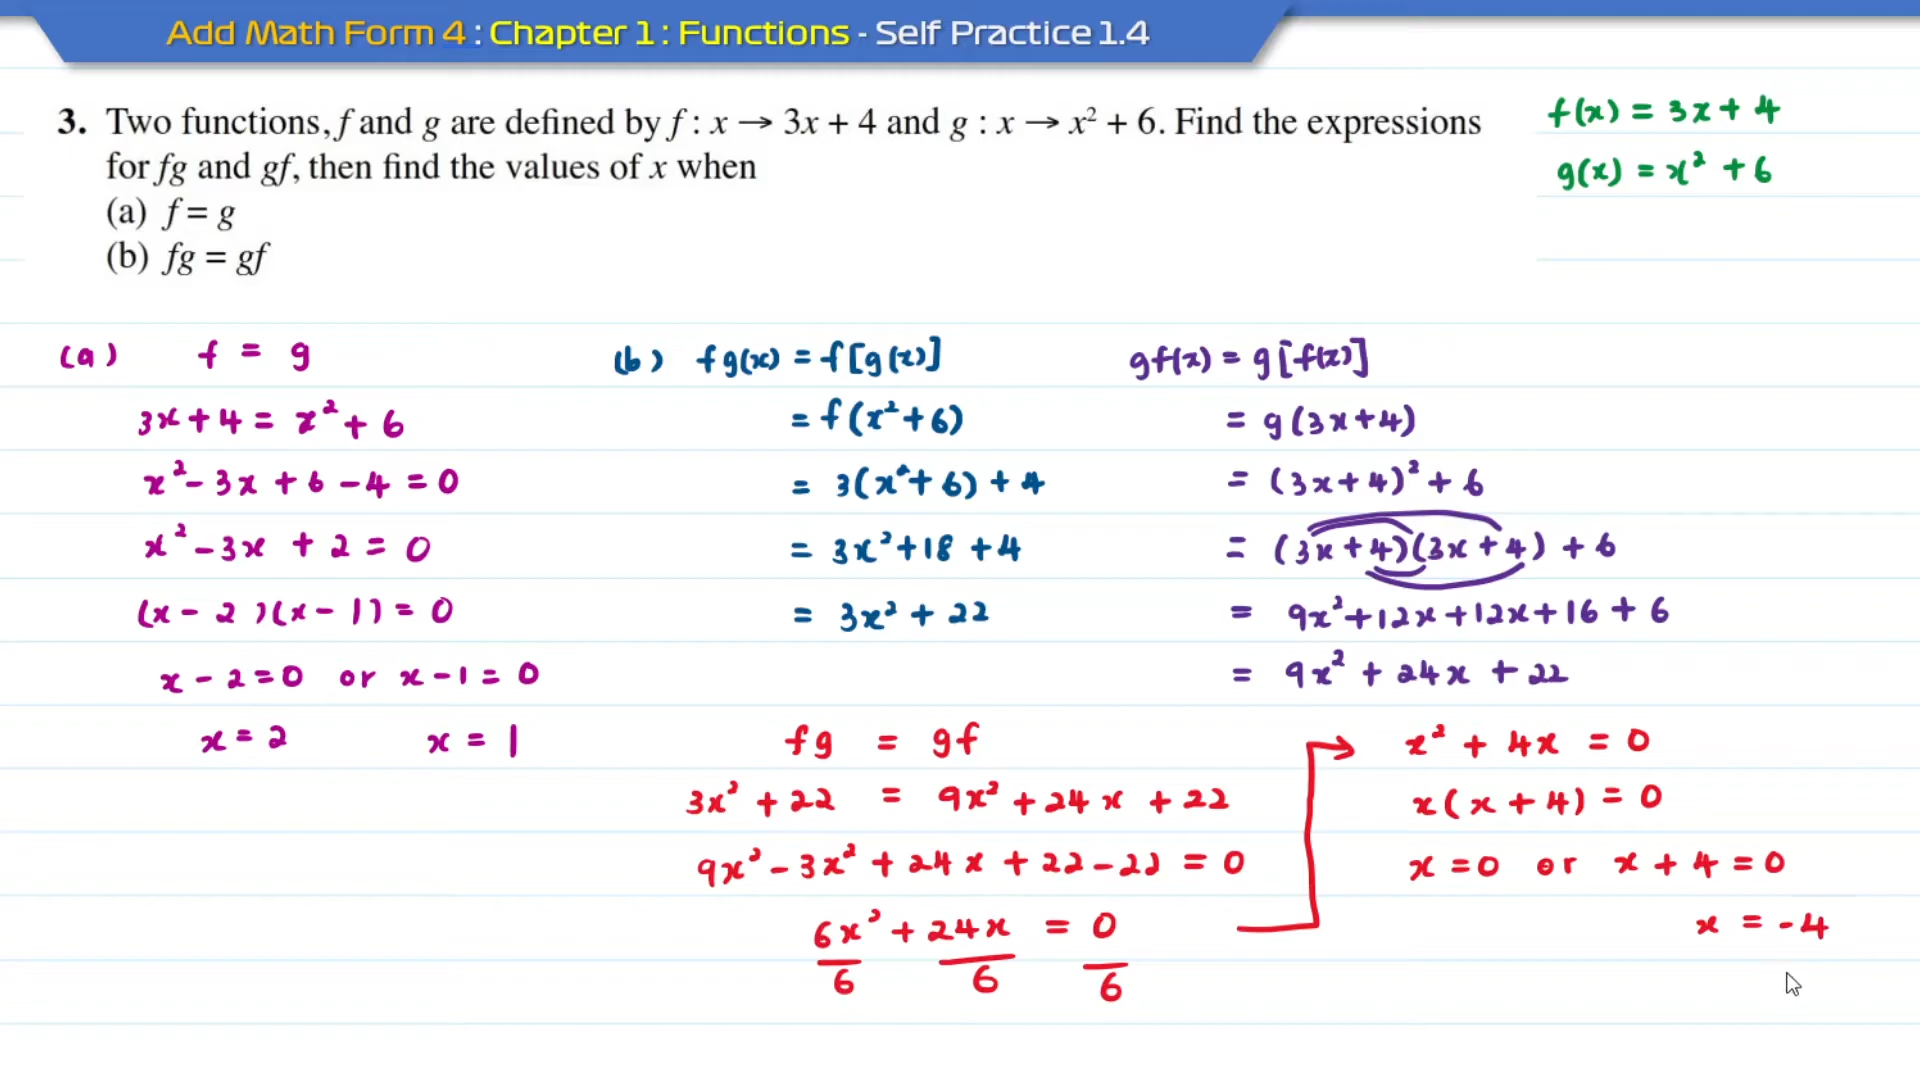 Add Math Form 4 : Chapter 1 : Functions - Self Practice 1.4
3. Two functions, f and g are defined by f : x → 3x + 4 and g : x → x² + 6. Find the expressions
for fg and gf, then find the values of x when
(a) f = g
(b) fg = gf
f(x) = 3x + 4
g(x) = x² + 6
(a) f = g
3x + 4 = x² + 6
x² - 3x + 6 - 4 = 0
x² - 3x + 2 = 0
(x - 2)(x - 1) = 0
x - 2 = 0 or x - 1 = 0
x = 2 x = 1
(b) fg(x) = f[g(x)]
= f(x² + 6)
= 3(x² + 6) + 4
= 3x² + 18 + 4
= 3x² + 22
gf(x) = g[f(x)]
= g(3x + 4)
= (3x + 4)² + 6
= (3x + 4)(3x + 4) + 6
= 9x² + 12x + 12x + 16 + 6
= 9x² + 24x + 22
fg = gf
3x² + 22 = 9x² + 24x + 22
9x² - 3x² + 24x + 22 - 22 = 0
6x² + 24x = 0
6 6 6
x² + 4x = 0
x(x + 4) = 0
x = 0 or x + 4 = 0
x = -4